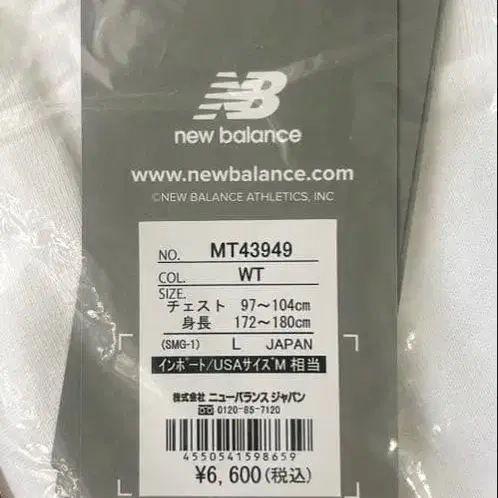 NB
new balance
www.newbalance.com
©NEW BALANCE ATHLETICS, INC
NO. MT43949
COL. WT
SIZE.
チェスト 97～104cm
身長 172～180cm
(SMG-1) L JAPAN
インポート/USAサイズM 相当
株式会社 ニューバランス ジャパン
0120-85-7120
4550541598659
¥6,600(税込)